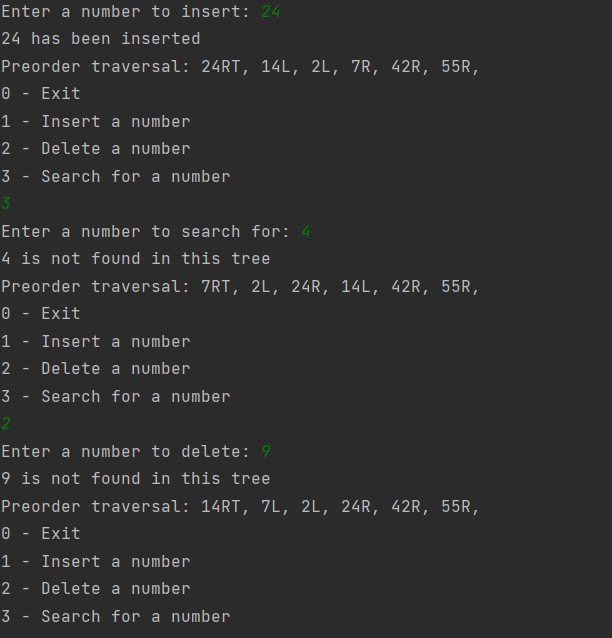 Enter a number to insert: 24
24 has been inserted
Preorder traversal: 24RT, 14L, 2L, 7R, 42R, 55R,
0 - Exit
1 - Insert a number
2 - Delete a number
3 - Search for a number
3
Enter a number to search for: 4
4 is not found in this tree
Preorder traversal: 7RT, 2L, 24R, 14L, 42R, 55R,
0 - Exit
1 - Insert a number
2 - Delete a number
3 - Search for a number
2
Enter a number to delete: 9
9 is not found in this tree
Preorder traversal: 14RT, 7L, 2L, 24R, 42R, 55R,
0 - Exit
1 - Insert a number
2 - Delete a number
3 - Search for a number